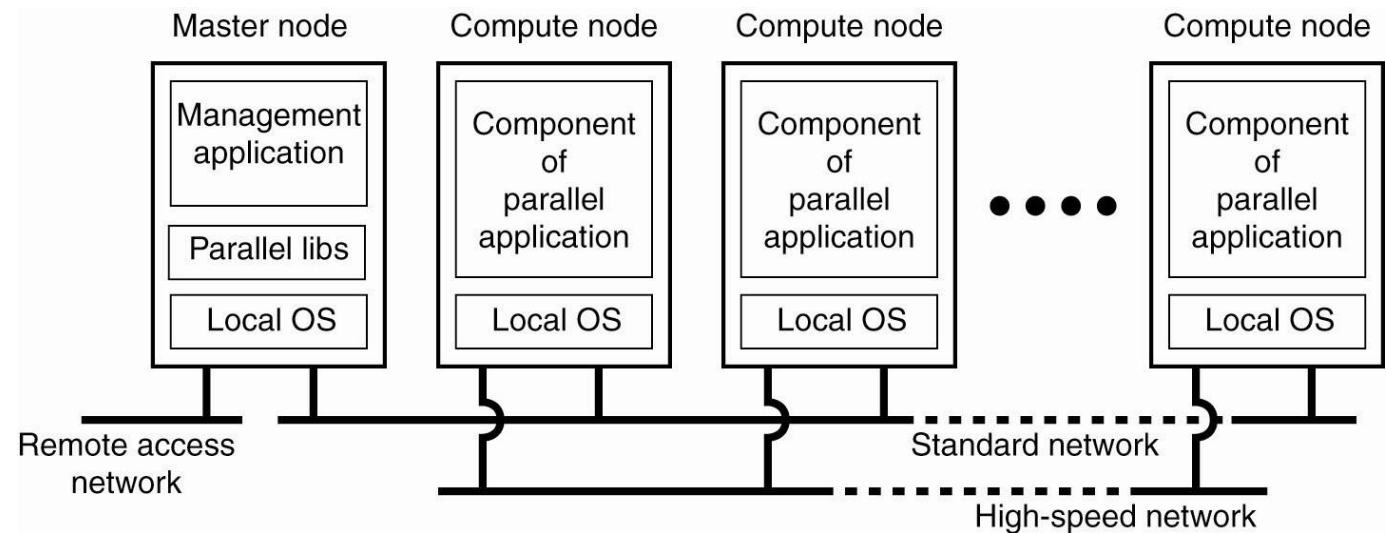 Master node
Compute node
Compute node
Compute node
Management
application
Parallel libs
Local OS
Component
of
parallel
application
Local OS
Component
of
parallel
application
Local OS
Component
of
parallel
application
Local OS
Remote access
network
Standard network
High-speed network